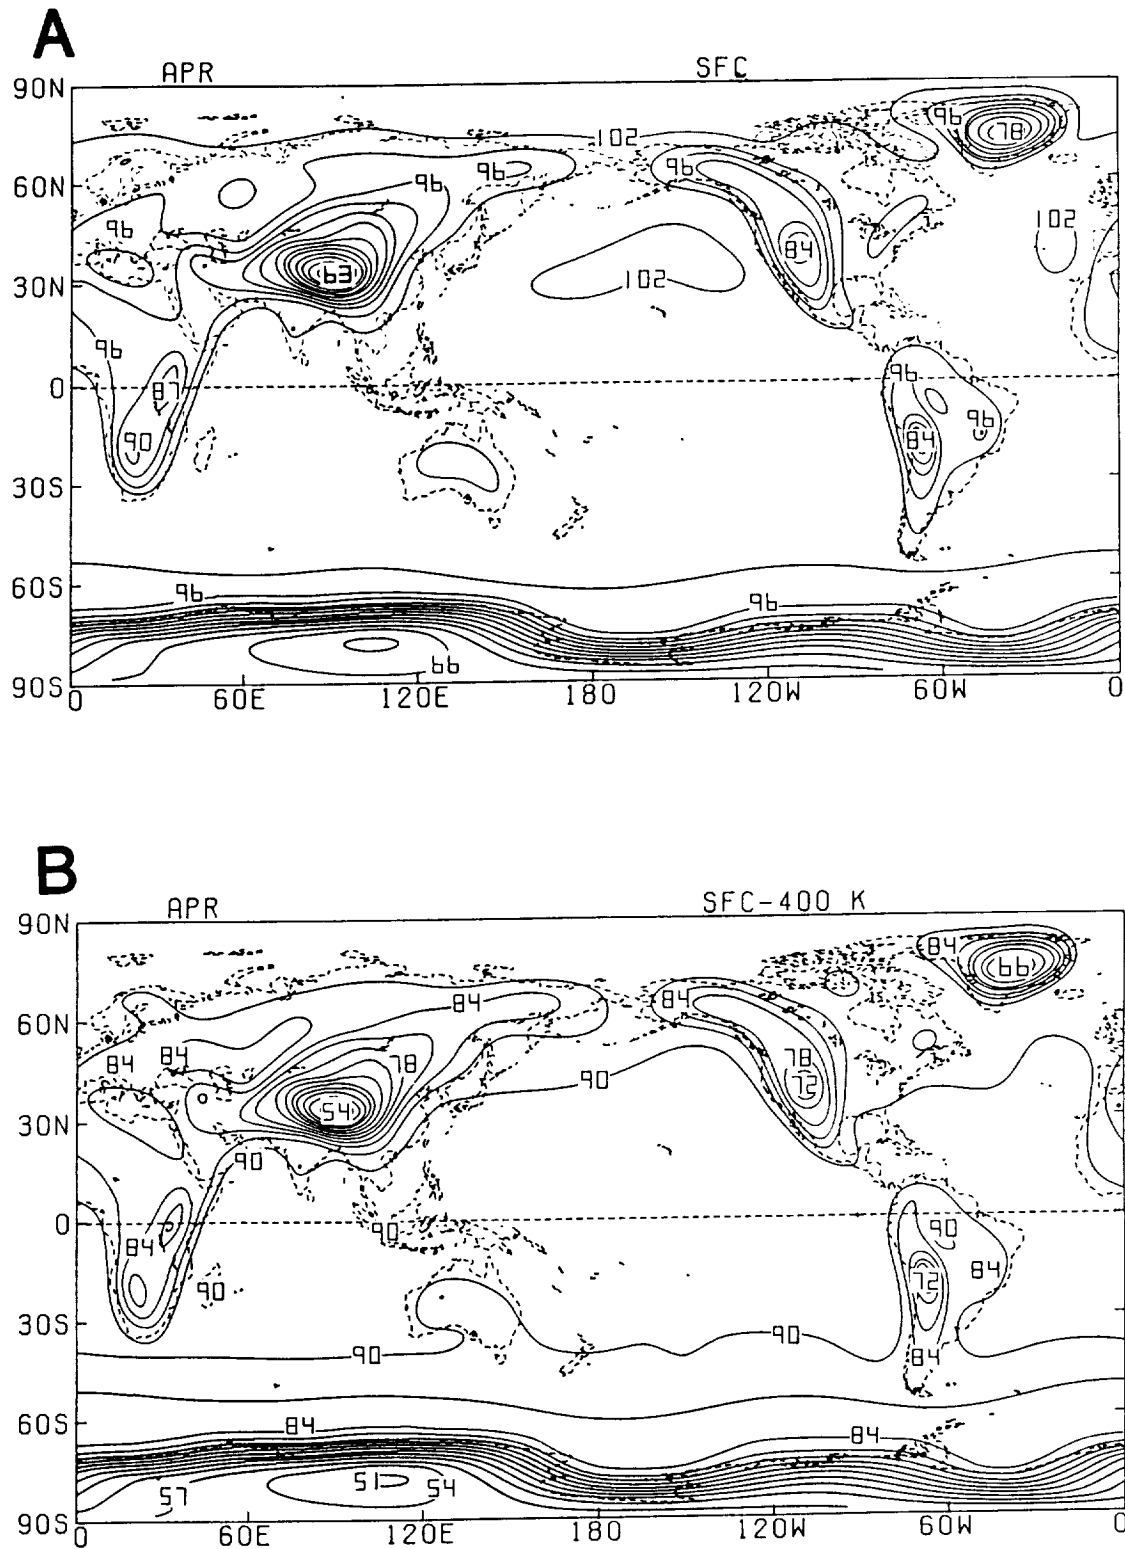 A
APR SFC
90N
102
96 78
96 96 96
60N
96 102
84
63 102
30N
96
0 87 96
96
90 84
30S
60S 96 96
66
90S
0 60E 120E 180 120W 60W 0
B
APR SFC-400 K
90N
84 66
84 84
60N
84 84 78 78
90 72
54
30N
90
0 90 90
84
90 72 84
30S
90 90
84
60S 84 84
57 51 54
90S
0 60E 120E 180 120W 60W 0